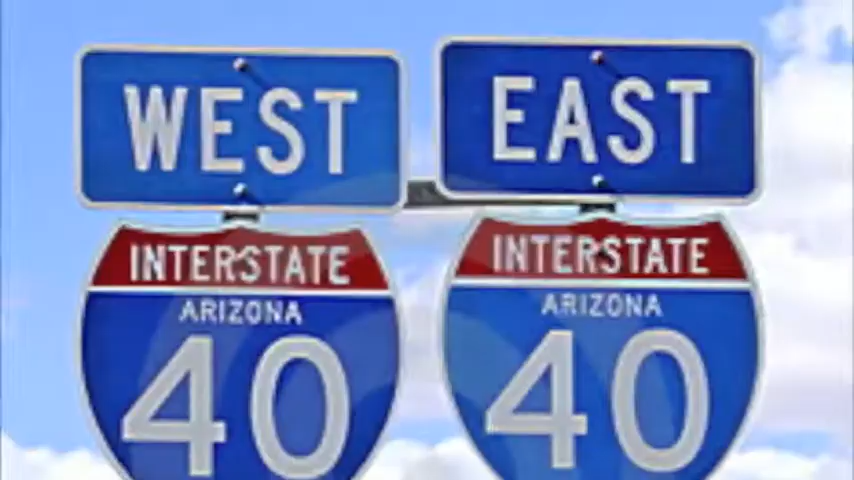 WEST
INTERSTATE
ARIZONA
40
EAST
INTERSTATE
ARIZONA
40